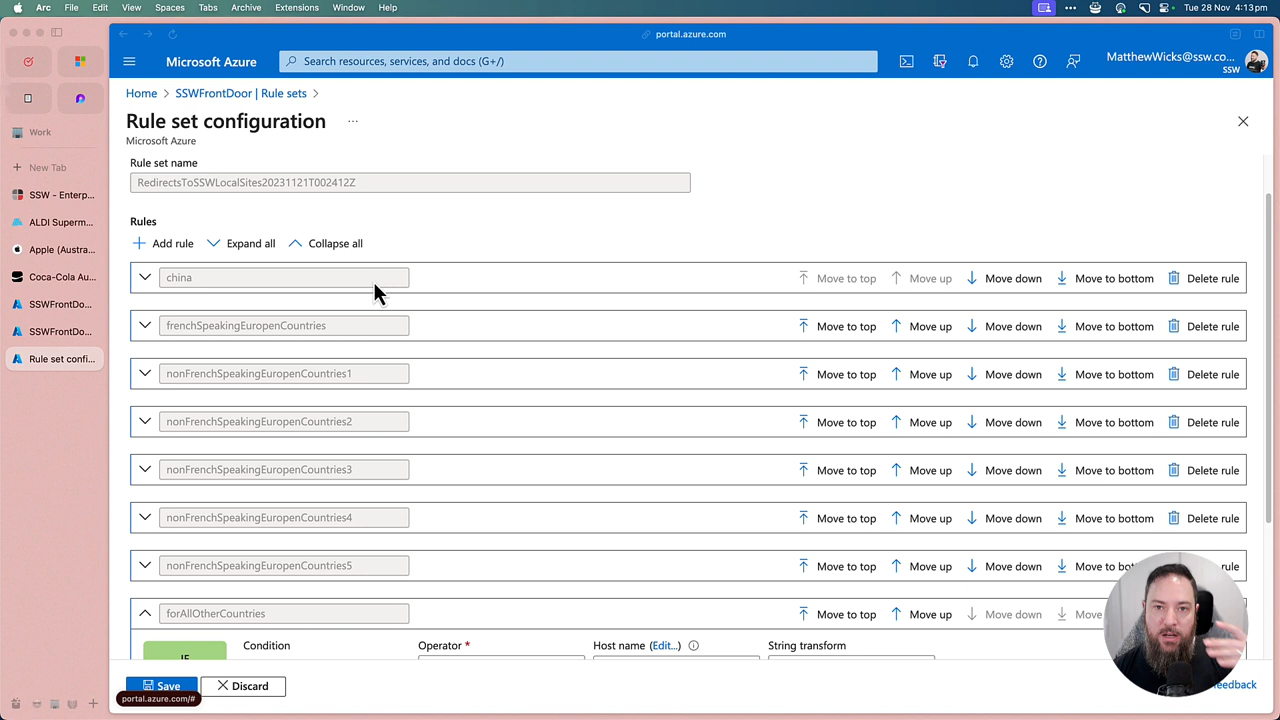 Arc File Edit View Spaces Tabs Archive Extensions Window Help Tue 28 Nov 4:13 pm
portal.azure.com
Microsoft Azure
Search resources, services, and docs (G+/)
MatthewWicks@ssw.co...
SSW
Home > SSWFrontDoor | Rule sets >
Rule set configuration ...
Microsoft Azure
Work
New Tab
SSW - Enterp...
ALDI Superm...
Apple (Austra...
Coca-Cola Au...
SSWFrontDo...
SSWFrontDo...
Rule set confi...
Rule set name
RedirectsToSSWLocalSites20231121T002412Z
Rules
Add rule Expand all Collapse all
china Move to top Move up Move down Move to bottom Delete rule
frenchSpeakingEuropenCountries Move to top Move up Move down Move to bottom Delete rule
nonFrenchSpeakingEuropenCountries1 Move to top Move up Move down Move to bottom Delete rule
nonFrenchSpeakingEuropenCountries2 Move to top Move up Move down Move to bottom Delete rule
nonFrenchSpeakingEuropenCountries3 Move to top Move up Move down Move to bottom Delete rule
nonFrenchSpeakingEuropenCountries4 Move to top Move up Move down Move to bottom Delete rule
nonFrenchSpeakingEuropenCountries5 Move to top Move up Move down Move to rule
forAllOtherCountries Move to top Move up Move down Move
IF Condition Operator * Host name (Edit...) String transform
Save Discard
portal.azure.com/#